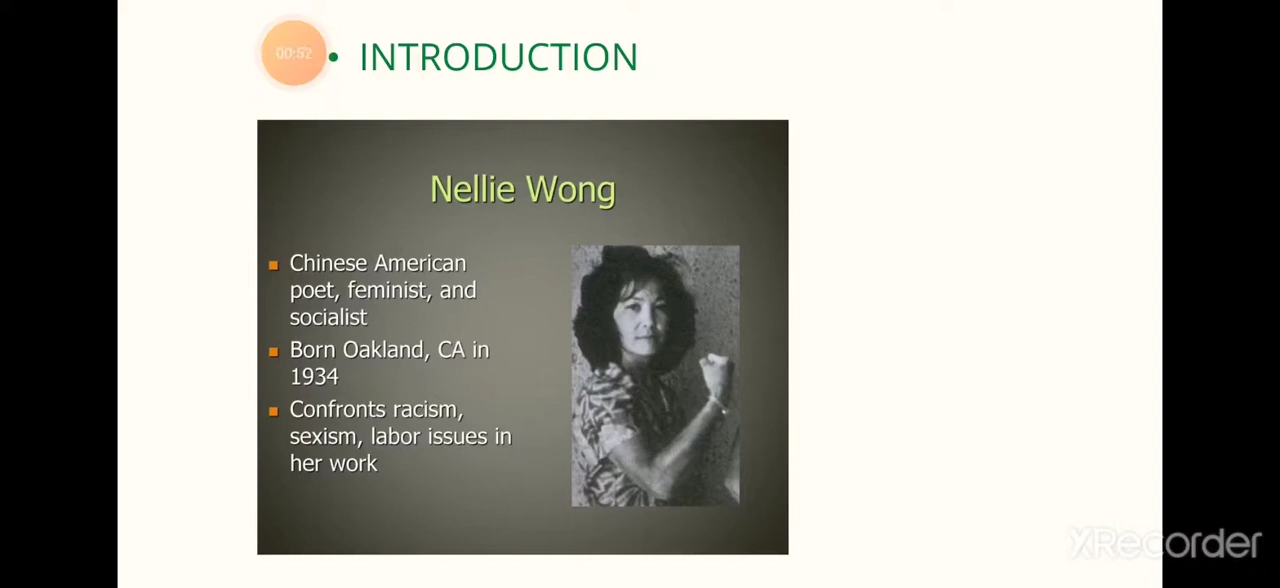 00:52
• INTRODUCTION
Nellie Wong
Chinese American
poet, feminist, and
socialist
Born Oakland, CA in
1934
Confronts racism,
sexism, labor issues in
her work
XRecorder